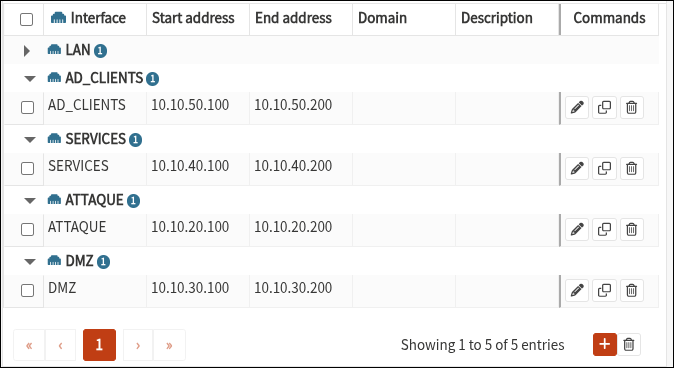 Interface Start address End address Domain Description Commands
LAN 1
AD_CLIENTS 1
AD_CLIENTS 10.10.50.100 10.10.50.200
SERVICES 1
SERVICES 10.10.40.100 10.10.40.200
ATTAQUE 1
ATTAQUE 10.10.20.100 10.10.20.200
DMZ 1
DMZ 10.10.30.100 10.10.30.200
« ‹ 1 › » Showing 1 to 5 of 5 entries +